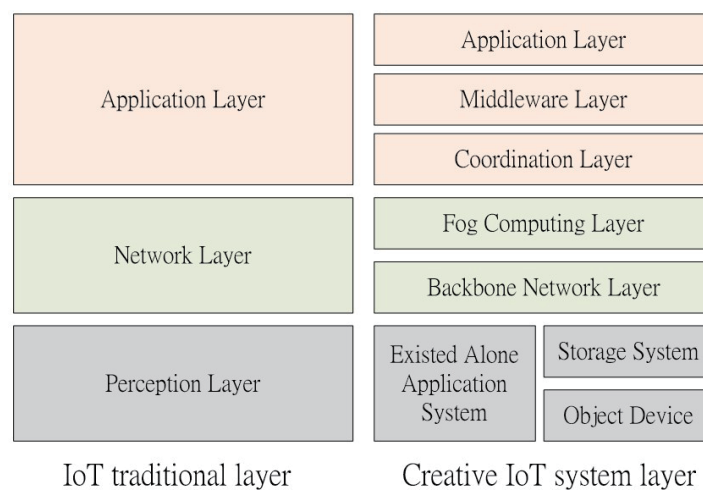 Application Layer
Network Layer
Perception Layer
IoT traditional layer
Application Layer
Middleware Layer
Coordination Layer
Fog Computing Layer
Backbone Network Layer
Existed Alone
Application
System
Storage System
Object Device
Creative IoT system layer